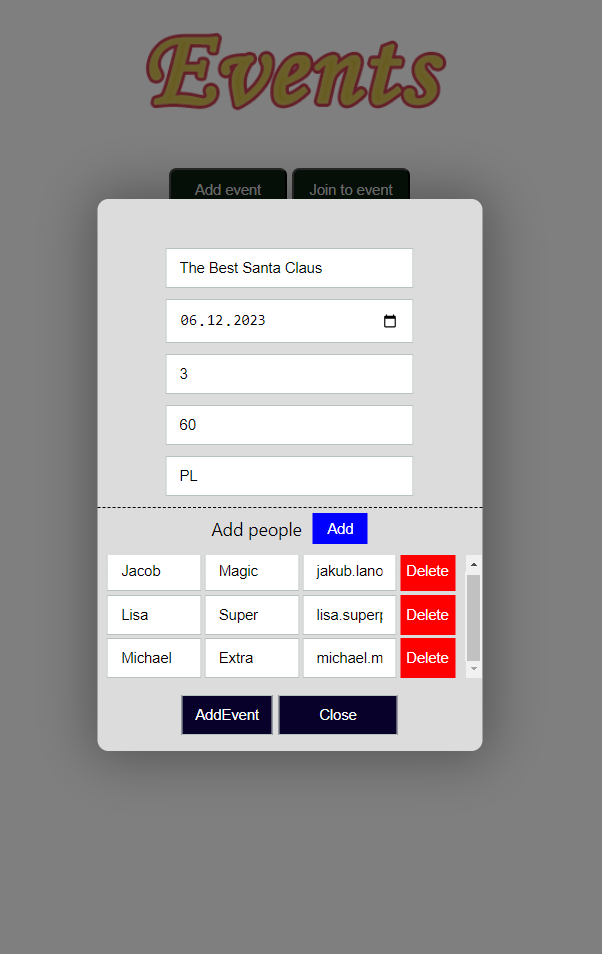 Events
Add event Join to event
The Best Santa Claus
06.12.2023
3
60
PL
Add people Add
Jacob Magic jakub.lano Delete
Lisa Super lisa.super Delete
Michael Extra michael.m Delete
AddEvent Close